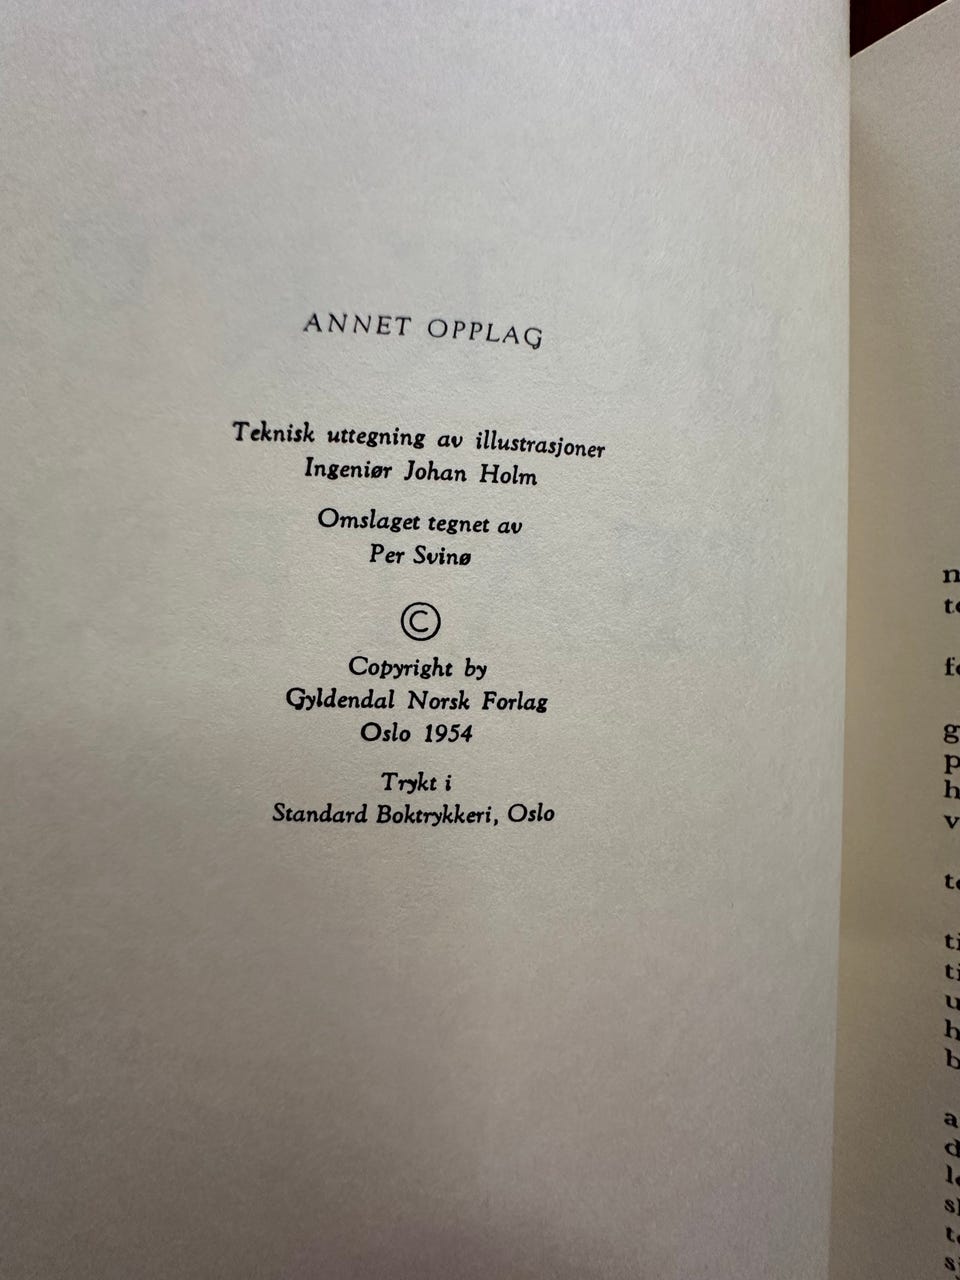 ANNET OPPLAG
Teknisk uttegning av illustrasjoner
Ingeniør Johan Holm
Omslaget tegnet av
Per Svinø
©
Copyright by
Gyldendal Norsk Forlag
Oslo 1954
Trykt i
Standard Boktrykkeri, Oslo